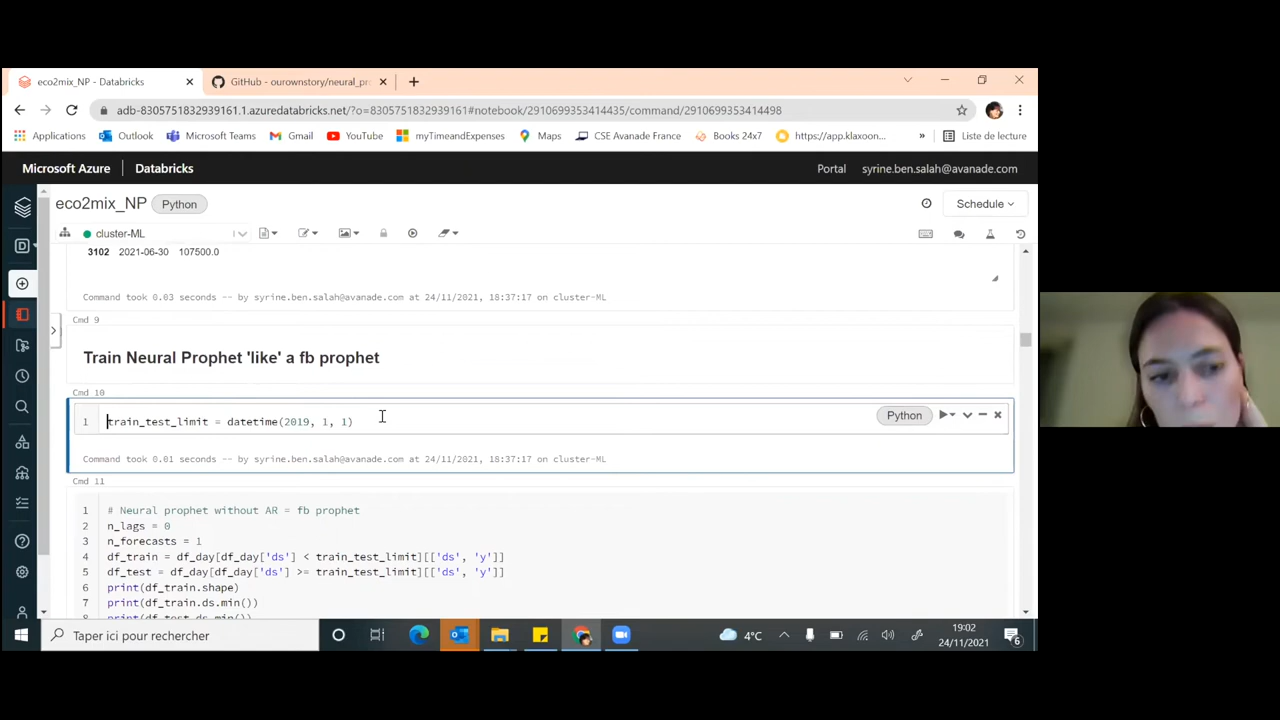 eco2mix_NP - Databricks
GitHub - ourownstory/neural_pr
adb-8305751832939161.1.azuredatabricks.net/?o=8305751832939161#notebook/2910699353414435/command/2910699353414498
Applications Outlook Microsoft Teams Gmail YouTube myTimeandExpenses Maps CSE Avanade France Books 24x7 https://app.klaxoon... » Liste de lecture
Microsoft Azure Databricks Portal syrine.ben.salah@avanade.com
eco2mix_NP Python Schedule
cluster-ML
3102 2021-06-30 107500.0
Command took 0.03 seconds -- by syrine.ben.salah@avanade.com at 24/11/2021, 18:37:17 on cluster-ML
Cmd 9
Train Neural Prophet 'like' a fb prophet
Cmd 10
1 train_test_limit = datetime(2019, 1, 1)
Python
Command took 0.01 seconds -- by syrine.ben.salah@avanade.com at 24/11/2021, 18:37:17 on cluster-ML
Cmd 11
1 # Neural prophet without AR = fb prophet
2 n_lags = 0
3 n_forecasts = 1
4 df_train = df_day[df_day['ds'] < train_test_limit][['ds', 'y']]
5 df_test = df_day[df_day['ds'] >= train_test_limit][['ds', 'y']]
6 print(df_train.shape)
7 print(df_train.ds.min())
8 print(df_test.ds.min())
Taper ici pour rechercher
4°C
19:02
24/11/2021
6